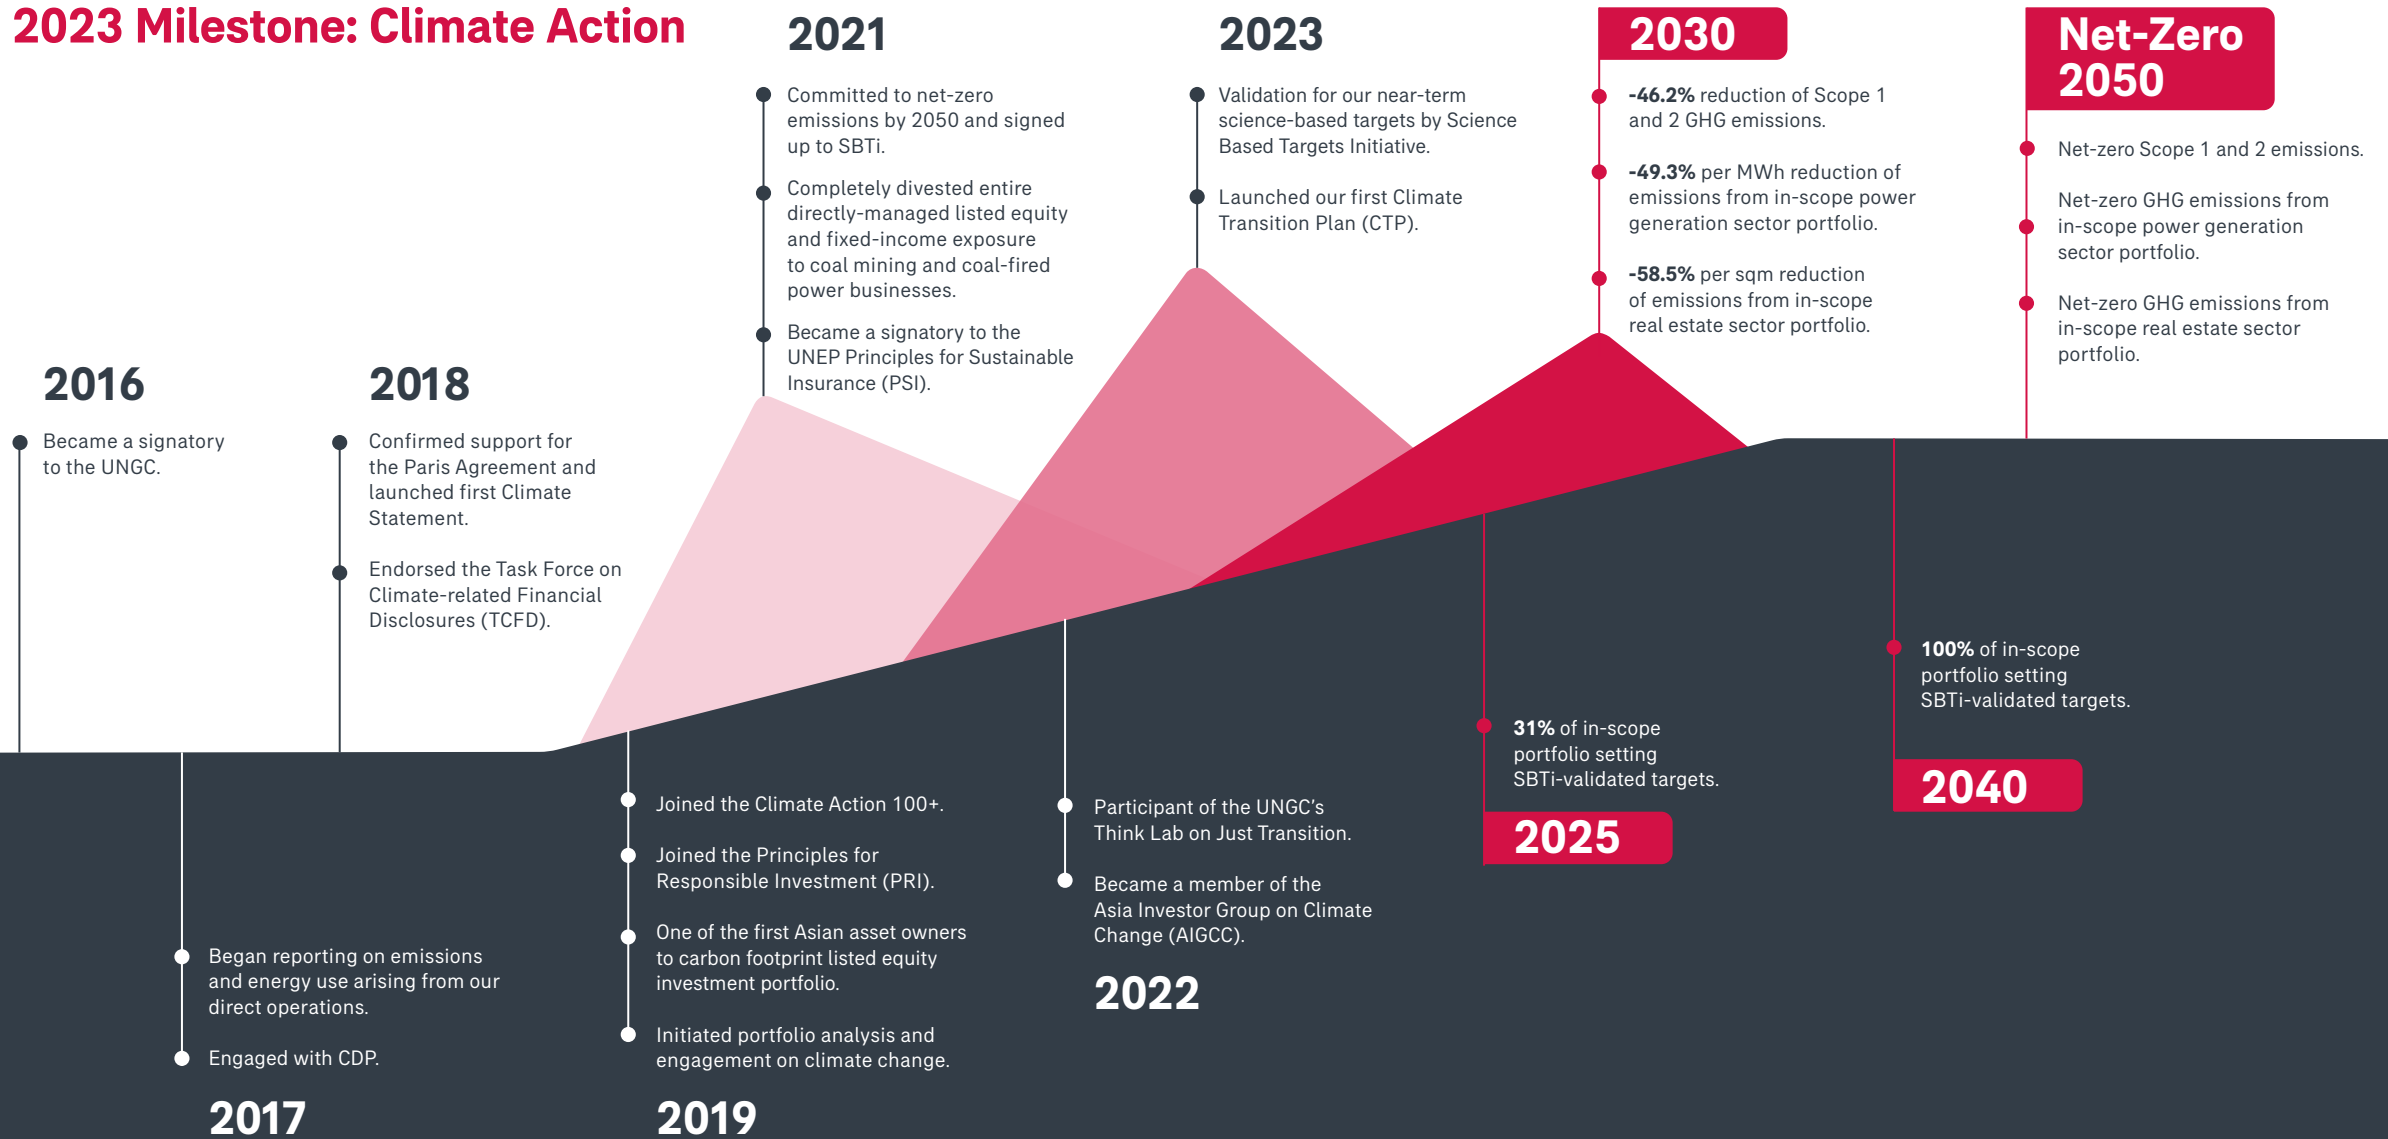 2023 Milestone: Climate Action
2016
Became a signatory
to the UNGC.
Began reporting on emissions
and energy use arising from our
direct operations.
Engaged with CDP.
2017
2018
Confirmed support for
the Paris Agreement and
launched first Climate
Statement.
Endorsed the Task Force on
Climate-related Financial
Disclosures (TCFD).
Joined the Climate Action 100+.
Joined the Principles for
Responsible Investment (PRI).
One of the first Asian asset owners
to carbon footprint listed equity
investment portfolio.
Initiated portfolio analysis and
engagement on climate change.
2019
2021
Committed to net-zero
emissions by 2050 and signed
up to SBTi.
Completely divested entire
directly-managed listed equity
and fixed-income exposure
to coal mining and coal-fired
power businesses.
Became a signatory to the
UNEP Principles for Sustainable
Insurance (PSI).
Participant of the UNGC’s
Think Lab on Just Transition.
Became a member of the
Asia Investor Group on Climate
Change (AIGCC).
2022
2023
Validation for our near-term
science-based targets by Science
Based Targets Initiative.
Launched our first Climate
Transition Plan (CTP).
31% of in-scope
portfolio setting
SBTi-validated targets.
2025
2030
-46.2% reduction of Scope 1
and 2 GHG emissions.
-49.3% per MWh reduction of
emissions from in-scope power
generation sector portfolio.
-58.5% per sqm reduction
of emissions from in-scope
real estate sector portfolio.
100% of in-scope
portfolio setting
SBTi-validated targets.
2040
Net-Zero
2050
Net-zero Scope 1 and 2 emissions.
Net-zero GHG emissions from
in-scope power generation
sector portfolio.
Net-zero GHG emissions from
in-scope real estate sector
portfolio.